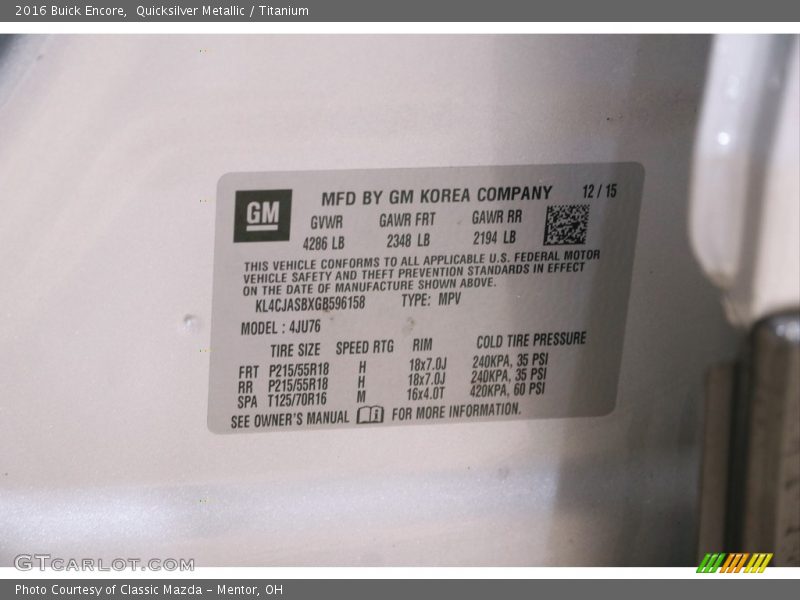 2016 Buick Encore, Quicksilver Metallic / Titanium
GM
MFD BY GM KOREA COMPANY 12 / 15
GVWR GAWR FRT GAWR RR
4286 LB 2348 LB 2194 LB
THIS VEHICLE CONFORMS TO ALL APPLICABLE U.S. FEDERAL MOTOR
VEHICLE SAFETY AND THEFT PREVENTION STANDARDS IN EFFECT
ON THE DATE OF MANUFACTURE SHOWN ABOVE.
KL4CJASBXGB596158 TYPE: MPV
MODEL : 4JU76
TIRE SIZE SPEED RTG RIM COLD TIRE PRESSURE
FRT P215/55R18 H 18x7.0J 240KPA, 35 PSI
RR P215/55R18 H 18x7.0J 240KPA, 35 PSI
SPA T125/70R16 M 16x4.0T 420KPA, 60 PSI
SEE OWNER'S MANUAL FOR MORE INFORMATION.
GTCARLOT.COM
Photo Courtesy of Classic Mazda - Mentor, OH